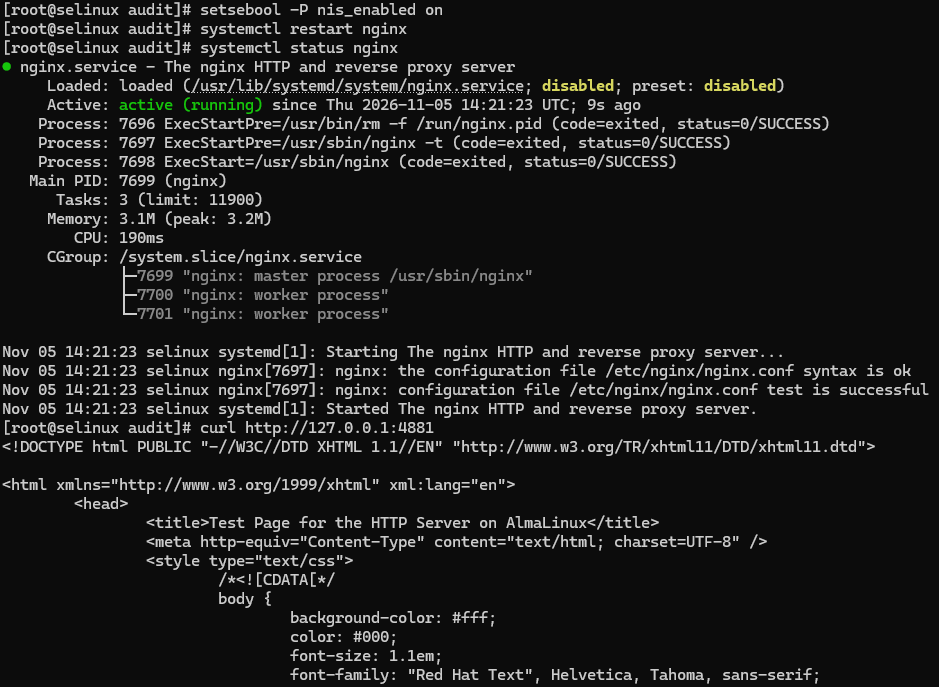 [root@selinux audit]# setsebool -P nis_enabled on
[root@selinux audit]# systemctl restart nginx
[root@selinux audit]# systemctl status nginx
● nginx.service - The nginx HTTP and reverse proxy server
     Loaded: loaded (/usr/lib/systemd/system/nginx.service; disabled; preset: disabled)
     Active: active (running) since Thu 2026-11-05 14:21:23 UTC; 9s ago
    Process: 7696 ExecStartPre=/usr/bin/rm -f /run/nginx.pid (code=exited, status=0/SUCCESS)
    Process: 7697 ExecStartPre=/usr/sbin/nginx -t (code=exited, status=0/SUCCESS)
    Process: 7698 ExecStart=/usr/sbin/nginx (code=exited, status=0/SUCCESS)
   Main PID: 7699 (nginx)
      Tasks: 3 (limit: 11900)
     Memory: 3.1M (peak: 3.2M)
        CPU: 190ms
     CGroup: /system.slice/nginx.service
             ├─7699 "nginx: master process /usr/sbin/nginx"
             ├─7700 "nginx: worker process"
             └─7701 "nginx: worker process"

Nov 05 14:21:23 selinux systemd[1]: Starting The nginx HTTP and reverse proxy server...
Nov 05 14:21:23 selinux nginx[7697]: nginx: the configuration file /etc/nginx/nginx.conf syntax is ok
Nov 05 14:21:23 selinux nginx[7697]: nginx: configuration file /etc/nginx/nginx.conf test is successful
Nov 05 14:21:23 selinux systemd[1]: Started The nginx HTTP and reverse proxy server.
[root@selinux audit]# curl http://127.0.0.1:4881
<!DOCTYPE html PUBLIC "-//W3C//DTD XHTML 1.1//EN" "http://www.w3.org/TR/xhtml11/DTD/xhtml11.dtd">

<html xmlns="http://www.w3.org/1999/xhtml" xml:lang="en">
        <head>
                <title>Test Page for the HTTP Server on AlmaLinux</title>
                <meta http-equiv="Content-Type" content="text/html; charset=UTF-8" />
                <style type="text/css">
                        /*<![CDATA[*/
                        body {
                                background-color: #fff;
                                color: #000;
                                font-size: 1.1em;
                                font-family: "Red Hat Text", Helvetica, Tahoma, sans-serif;